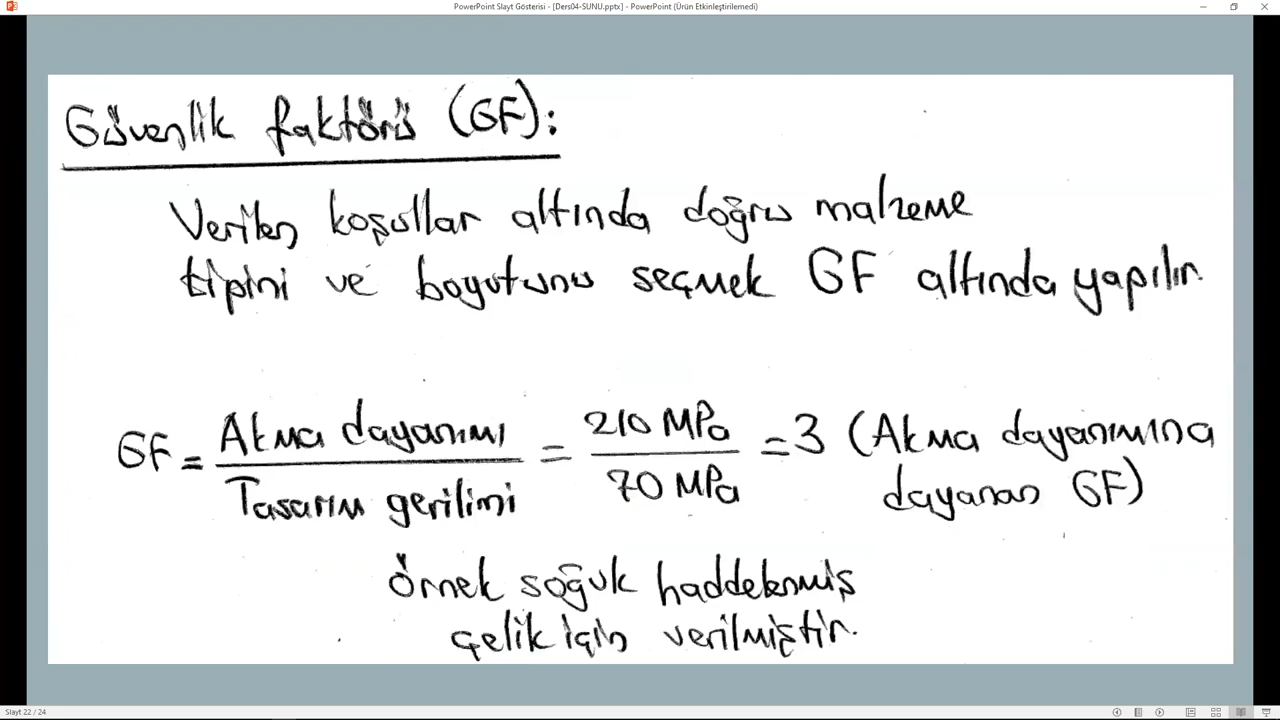 PowerPoint Slayt Gösterisi - [Ders04-SUNU.pptx] - PowerPoint (Ürün Etkinleştirilemedi)
Güvenlik faktörü (GF):
Verilen koşullar altında doğru malzeme
tipini ve boyutunu seçmek GF altında yapılır.
GF = Akma dayanımı / Tasarım gerilimi = 210 MPa / 70 MPa = 3 (Akma dayanımına
dayanan GF)
Örnek soğuk haddelenmiş
çelik için verilmiştir.
Slayt 22 / 24